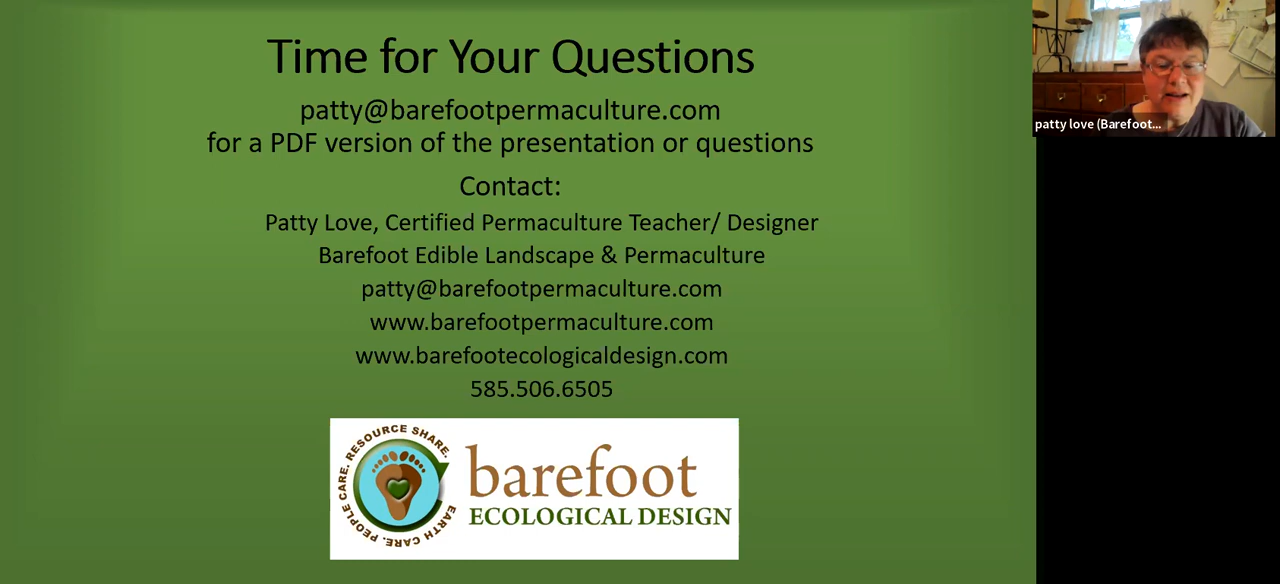 Time for Your Questions
patty@barefootpermaculture.com
for a PDF version of the presentation or questions
Contact:
Patty Love, Certified Permaculture Teacher/ Designer
Barefoot Edible Landscape & Permaculture
patty@barefootpermaculture.com
www.barefootpermaculture.com
www.barefootecologicaldesign.com
585.506.6505
EARTH CARE. PEOPLE CARE. RESOURCE SHARE.
barefoot
ECOLOGICAL DESIGN
patty love (Barefoot...